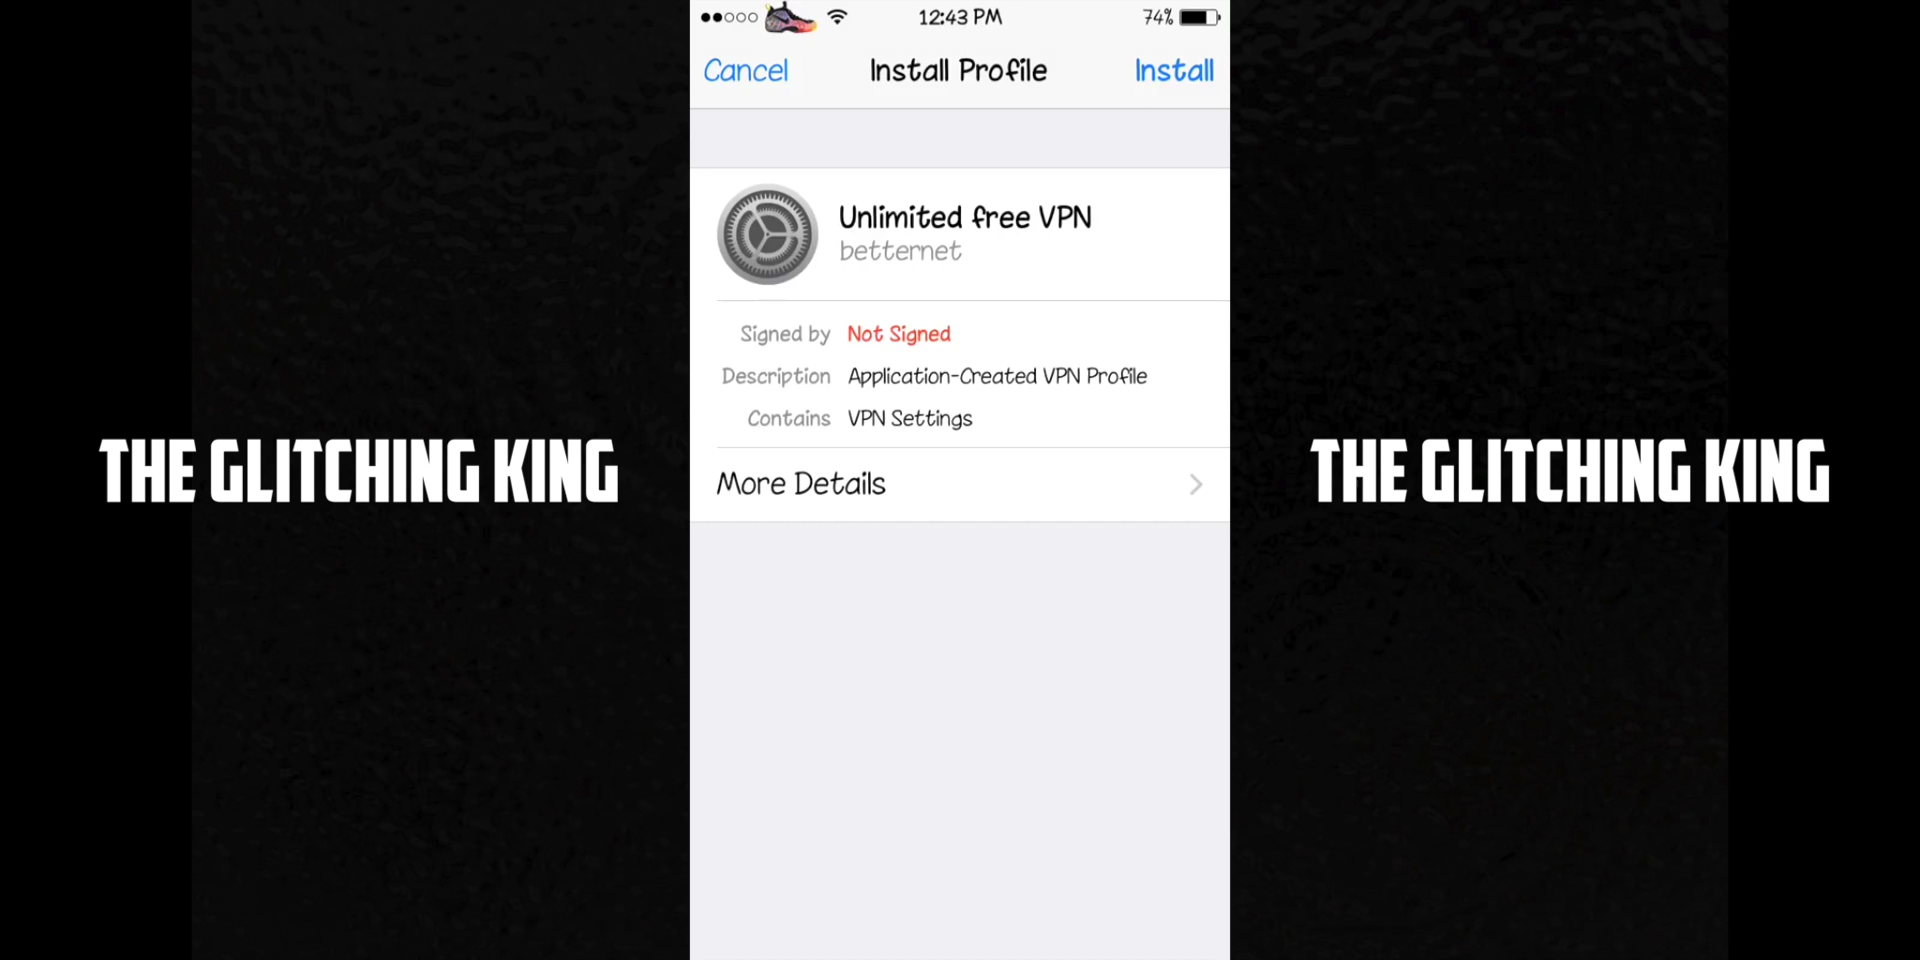 12:43 PM
74%
Cancel
Install Profile
Install
Unlimited free VPN
betternet
Signed by Not Signed
Description Application-Created VPN Profile
Contains VPN Settings
More Details
THE GLITCHING KING
THE GLITCHING KING